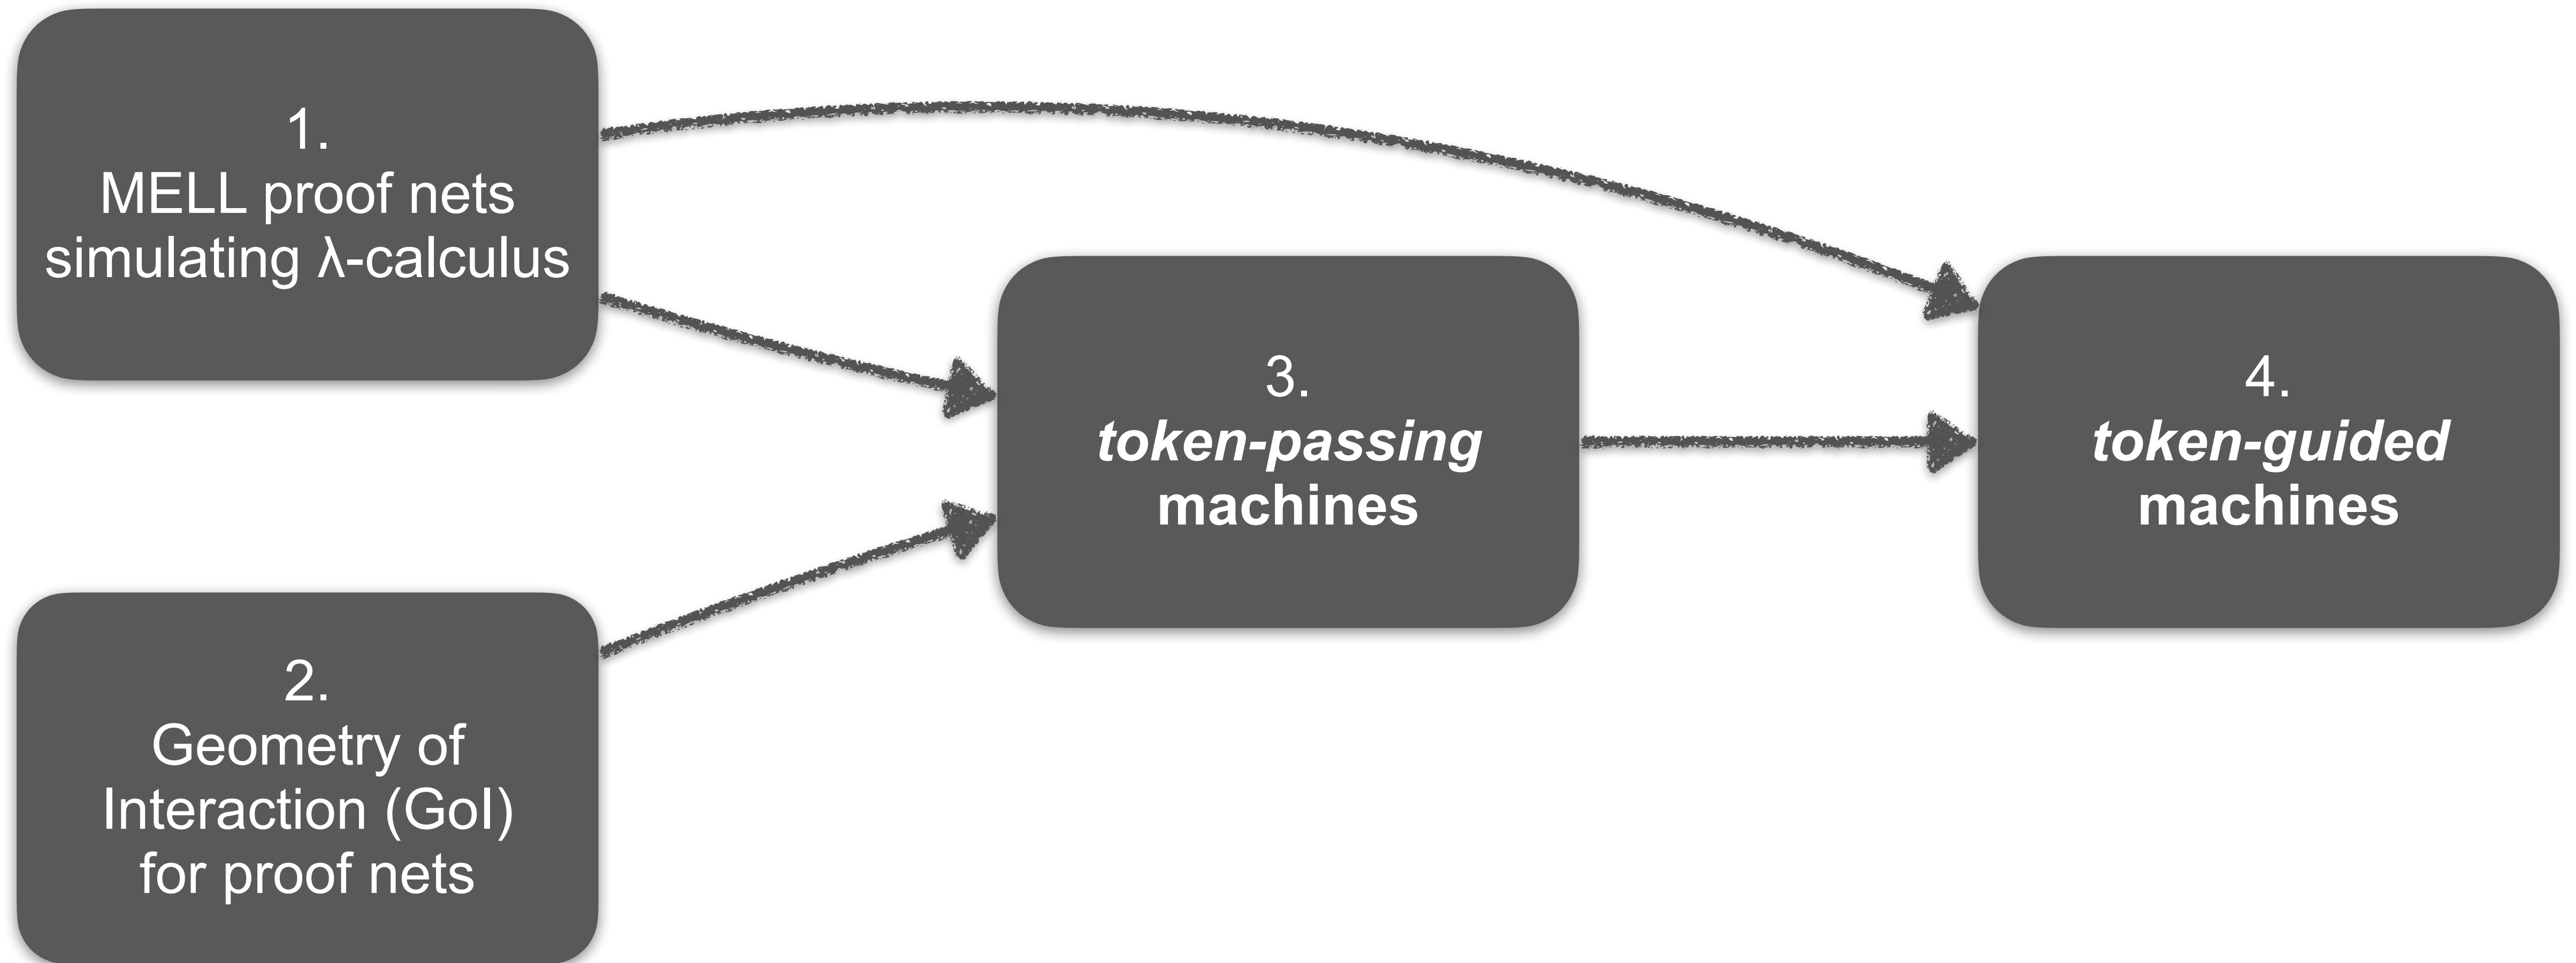 1.
MELL proof nets
simulating λ-calculus
2.
Geometry of
Interaction (GoI)
for proof nets
3.
token-passing
machines
4.
token-guided
machines